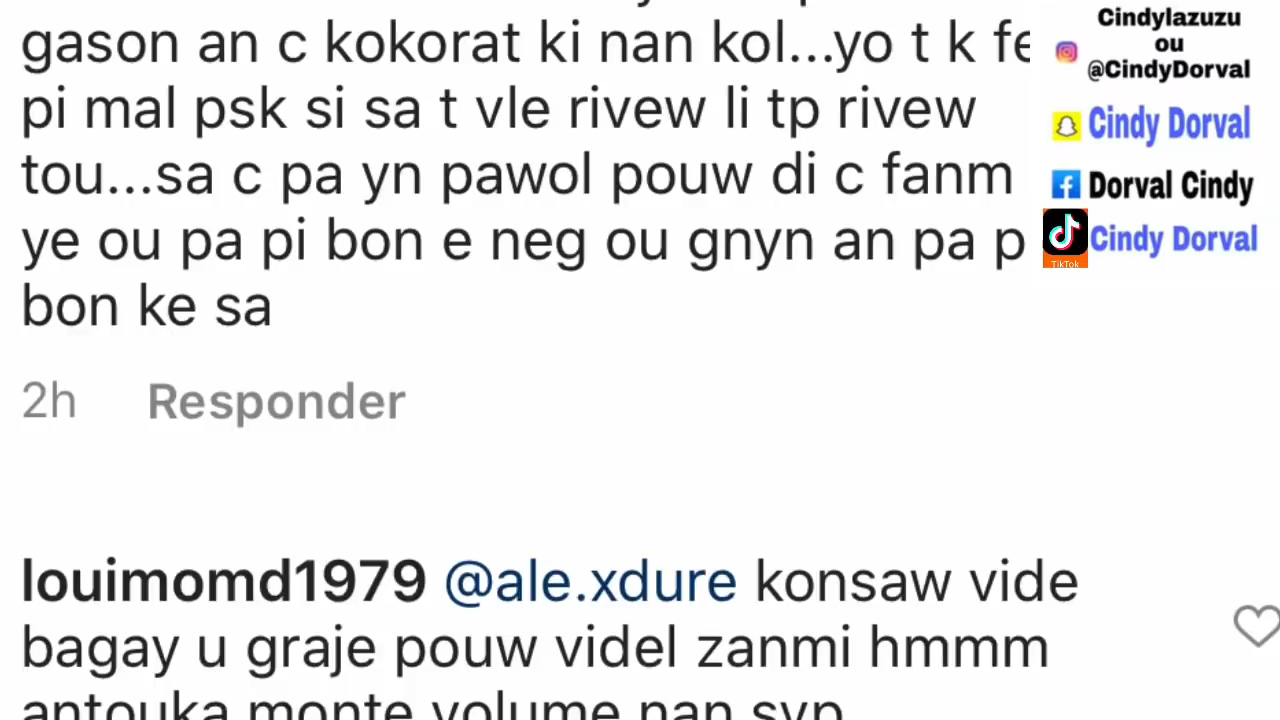 gason an c kokorat ki nan kol...yo t k fe
pi mal psk si sa t vle rivew li tp rivew
tou...sa c pa yn pawol pouw di c fanm
ye ou pa pi bon e neg ou gnyn an pa p
bon ke sa
2h Responder
louimomd1979 @ale.xdure konsaw vide
bagay u graje pouw videl zanmi hmmm
antouka monte volume nan svp
Cindylazuzu
ou
@CindyDorval
Cindy Dorval
Dorval Cindy
Cindy Dorval
TikTok